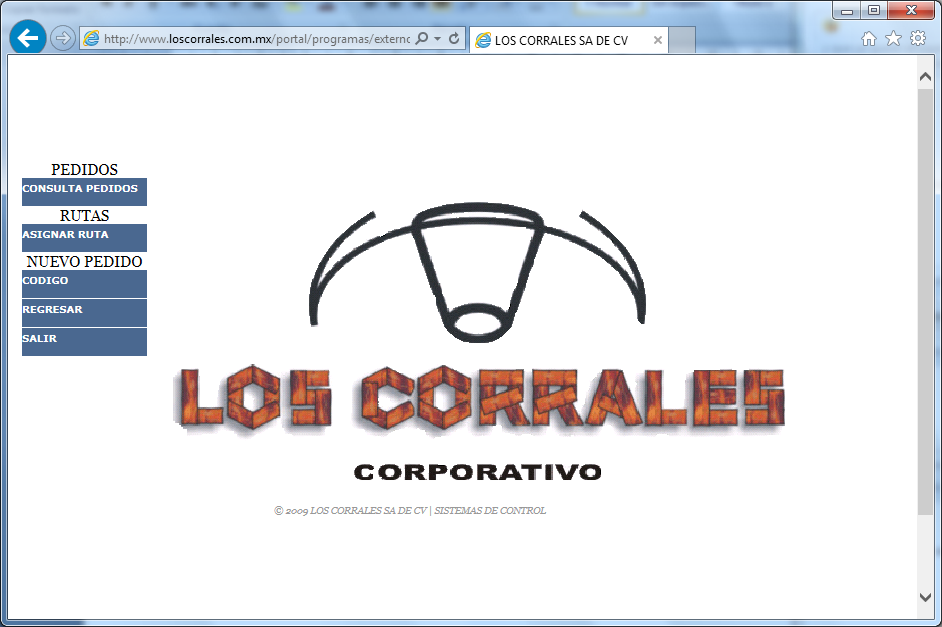 http://www.loscorrales.com.mx/portal/programas/externo
LOS CORRALES SA DE CV
PEDIDOS
CONSULTA PEDIDOS
RUTAS
ASIGNAR RUTA
NUEVO PEDIDO
CODIGO
REGRESAR
SALIR
LOS CORRALES
CORPORATIVO
© 2009 LOS CORRALES SA DE CV | SISTEMAS DE CONTROL